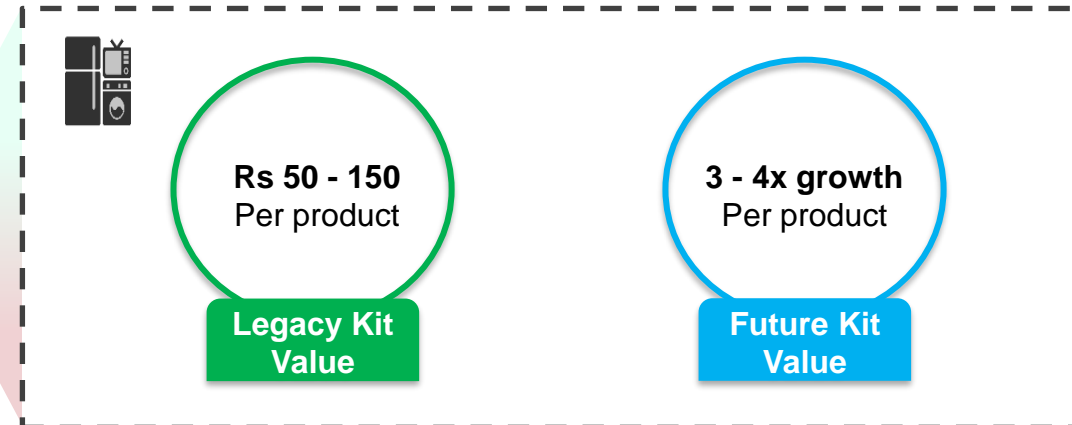 Rs 50 - 150
Per product
Legacy Kit
Value
3 - 4x growth
Per product
Future Kit
Value